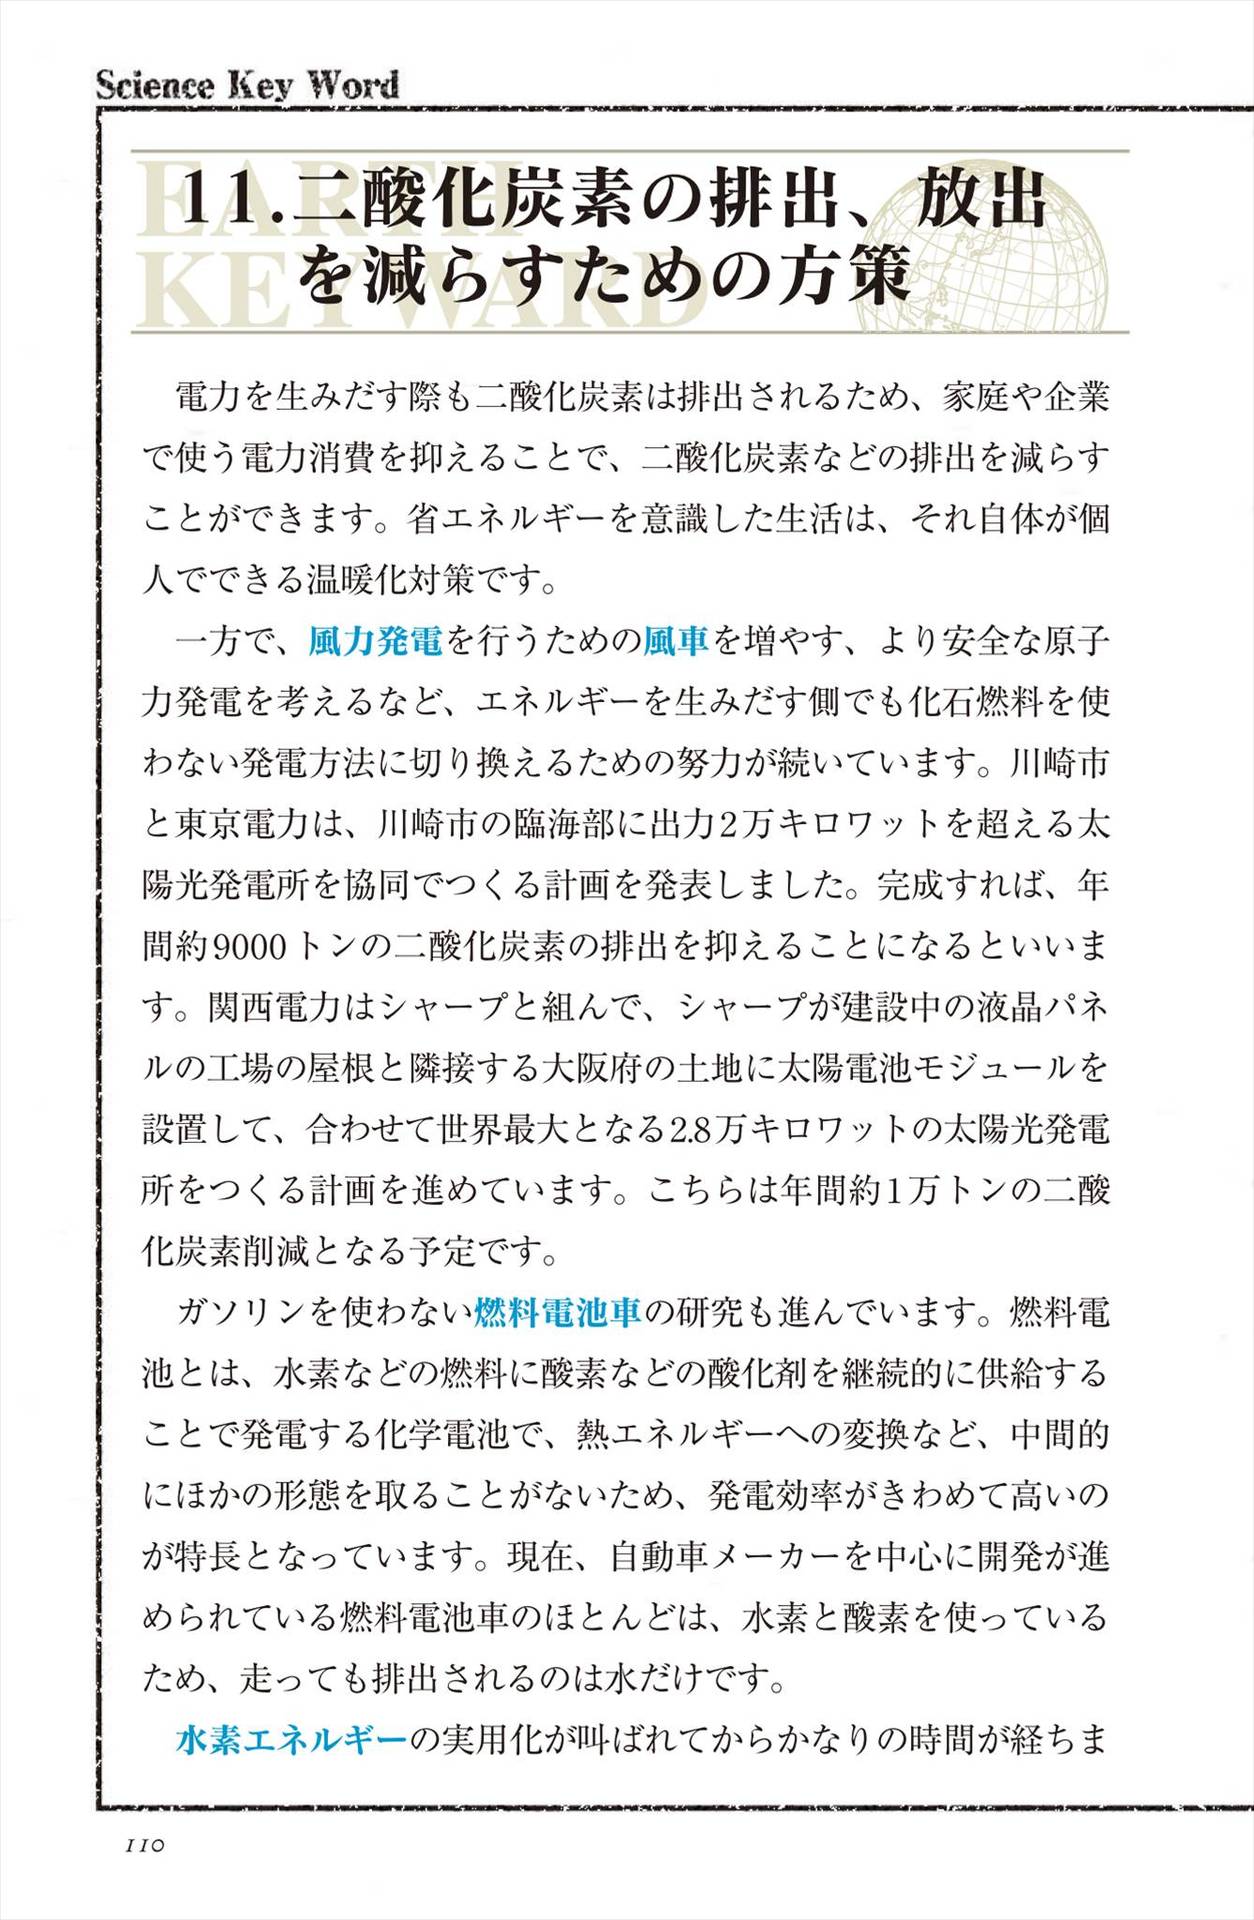 Science Key Word
EARTH
KEYWARD
11.二酸化炭素の排出、放出
を減らすための方策
電力を生みだす際も二酸化炭素は排出されるため、家庭や企業
で使う電力消費を抑えることで、二酸化炭素などの排出を減らす
ことができます。省エネルギーを意識した生活は、それ自体が個
人でできる温暖化対策です。
一方で、風力発電を行うための風車を増やす、より安全な原子
力発電を考えるなど、エネルギーを生みだす側でも化石燃料を使
わない発電方法に切り換えるための努力が続いています。川崎市
と東京電力は、川崎市の臨海部に出力2万キロワットを超える太
陽光発電所を協同でつくる計画を発表しました。完成すれば、年
間約9000トンの二酸化炭素の排出を抑えることになるといいま
す。関西電力はシャープと組んで、シャープが建設中の液晶パネ
ルの工場の屋根と隣接する大阪府の土地に太陽電池モジュールを
設置して、合わせて世界最大となる2.8万キロワットの太陽光発電
所をつくる計画を進めています。こちらは年間約1万トンの二酸
化炭素削減となる予定です。
ガソリンを使わない燃料電池車の研究も進んでいます。燃料電
池とは、水素などの燃料に酸素などの酸化剤を継続的に供給する
ことで発電する化学電池で、熱エネルギーへの変換など、中間的
にほかの形態を取ることがないため、発電効率がきわめて高いの
が特長となっています。現在、自動車メーカーを中心に開発が進
められている燃料電池車のほとんどは、水素と酸素を使っている
ため、走っても排出されるのは水だけです。
水素エネルギーの実用化が叫ばれてからかなりの時間が経ちま
110